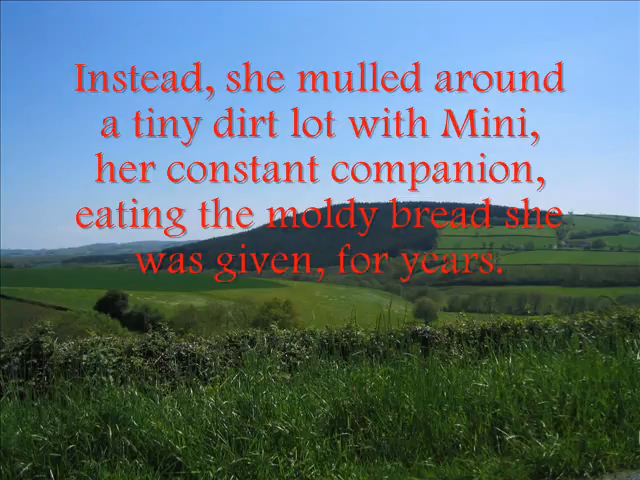 Instead, she mulled around
a tiny dirt lot with Mini,
her constant companion,
eating the moldy bread she
was given, for years.